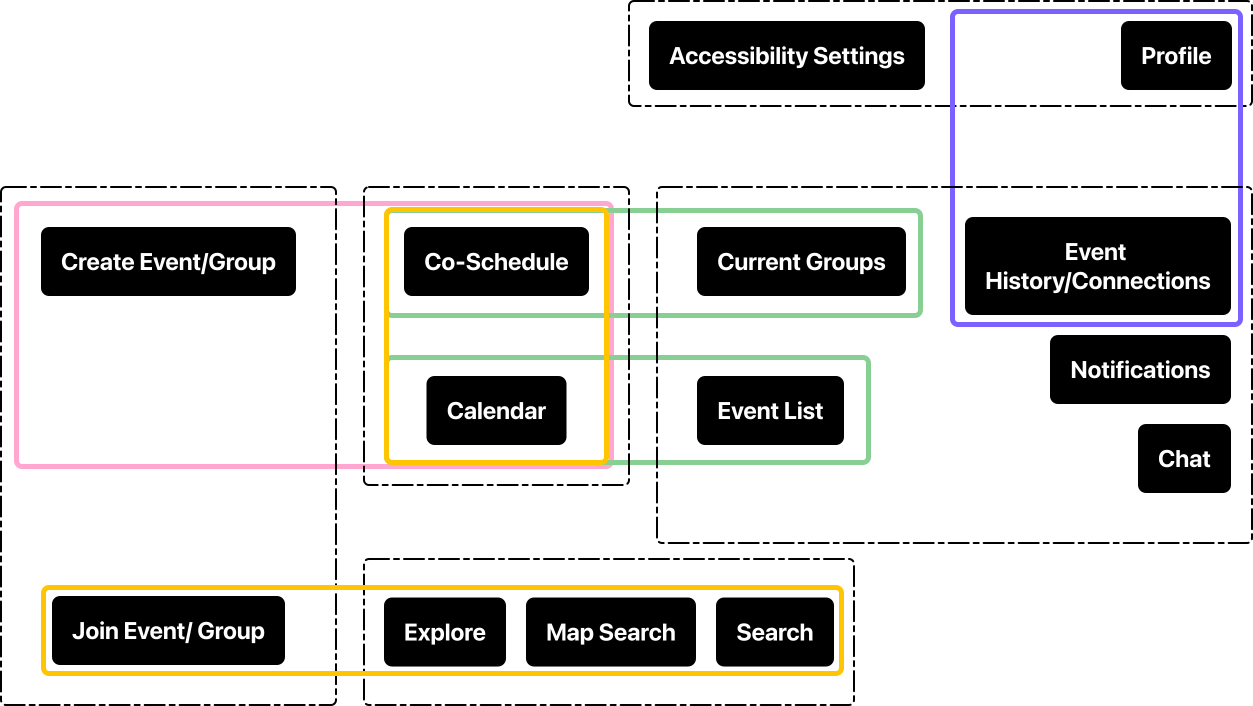 Accessibility Settings
Profile
Create Event/Group
Co-Schedule
Current Groups
Event
History/Connections
Notifications
Calendar
Event List
Chat
Join Event/ Group
Explore
Map Search
Search